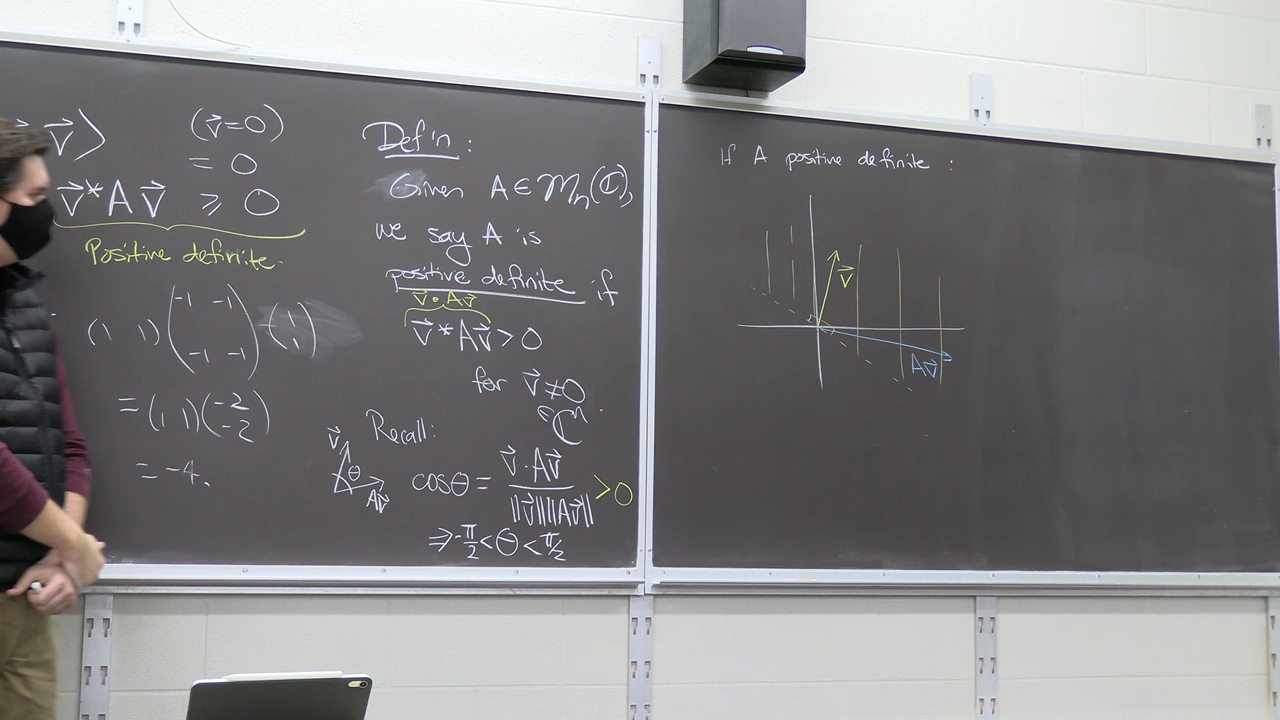 v⃗⟩
(v⃗=0)
= 0
v⃗*Av⃗ ⩾ 0
Positive definite.
(1 1)(-1 -1
-1 -1)(1
1)
= (1 1)(-2
-2)
= -4.
Def'n:
Given A ∈ Mₙ(ℂ),
we say A is
positive definite if
v⃗ • Av⃗
v⃗*Av⃗ > 0
for v⃗ ≠ 0
∈ ℂⁿ.
Recall:
v⃗
θ
Av⃗
cosθ = v⃗·Av⃗ / ||v⃗|| ||Av⃗|| > 0
⇒ -π/2 < θ < π/2
If A positive definite :
v⃗
Av⃗